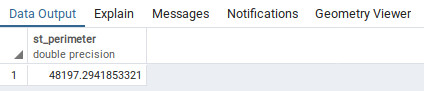 Data Output Explain Messages Notifications Geometry Viewer
st_perimeter
double precision
1 48197.2941853321